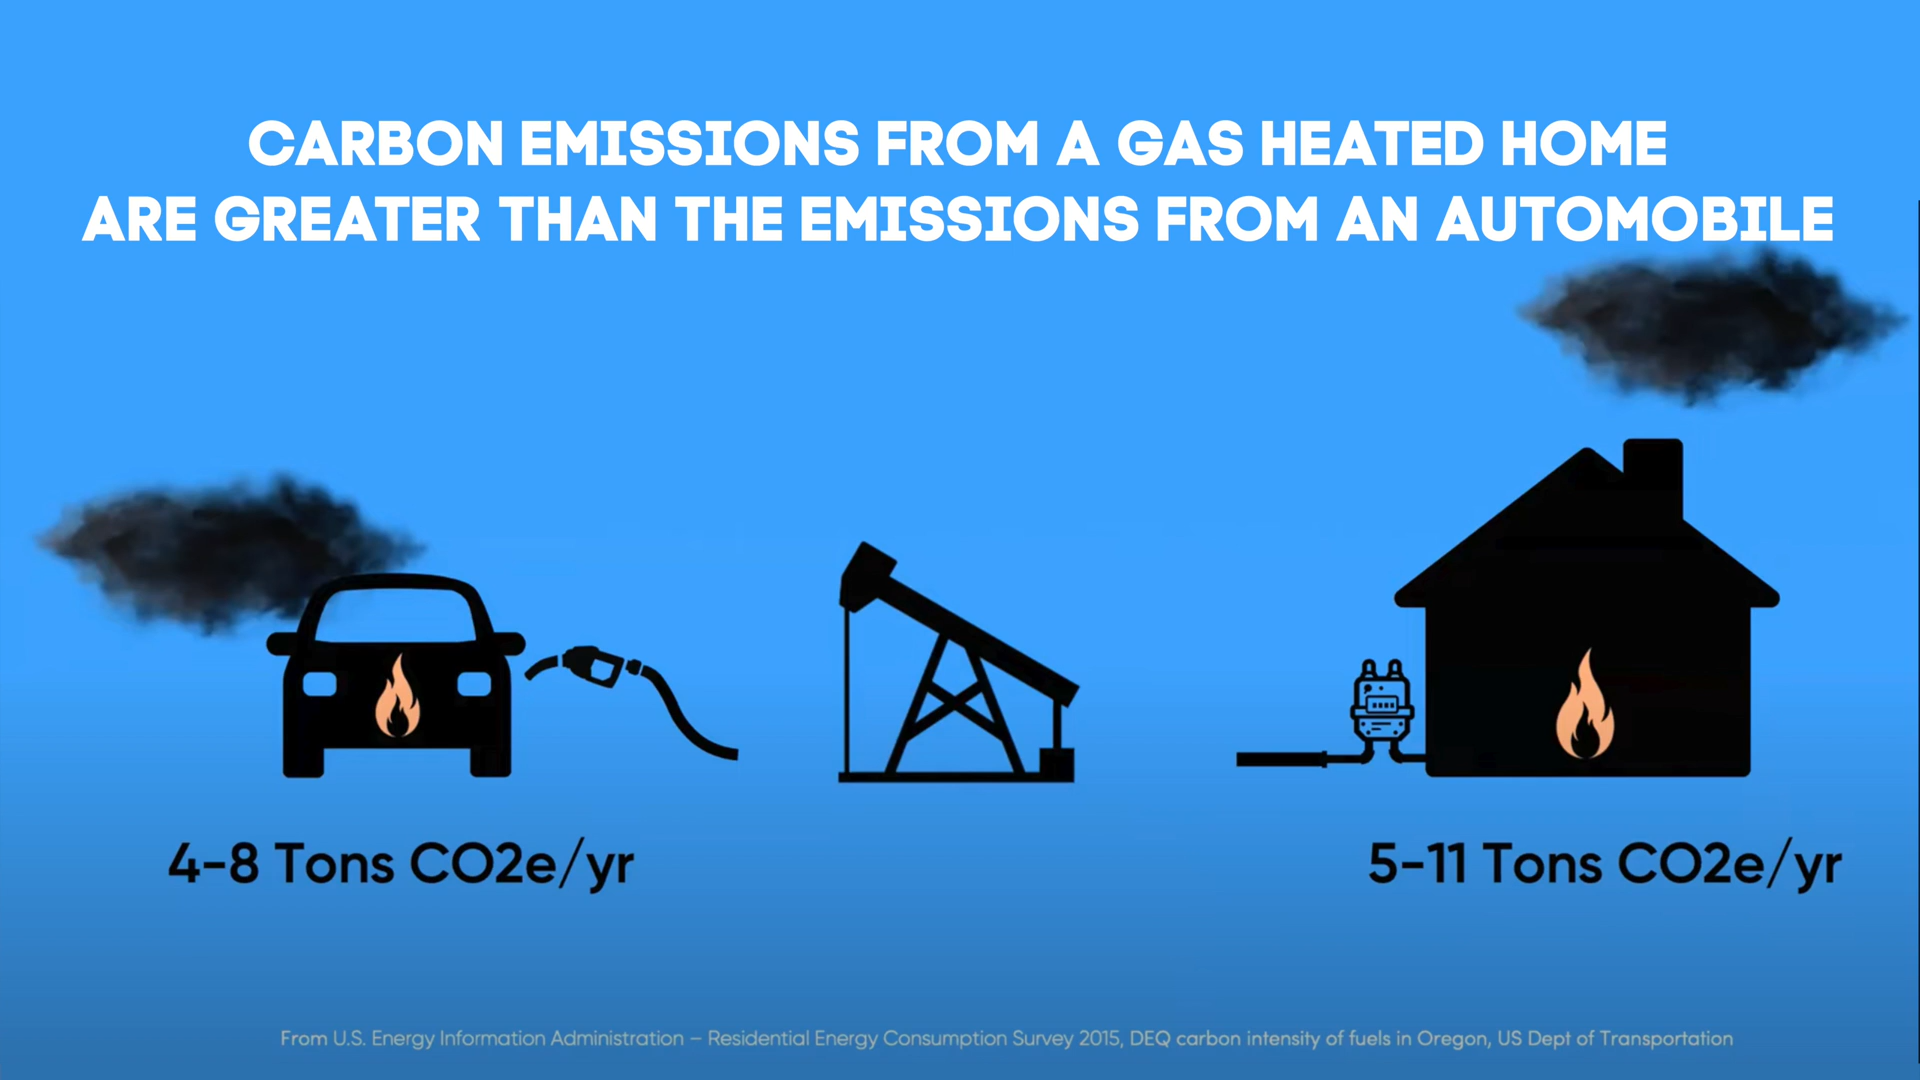 CARBON EMISSIONS FROM A GAS HEATED HOME
ARE GREATER THAN THE EMISSIONS FROM AN AUTOMOBILE
4-8 Tons CO2e/yr
5-11 Tons CO2e/yr
From U.S. Energy Information Administration – Residential Energy Consumption Survey 2015, DEQ carbon intensity of fuels in Oregon, US Dept of Transportation